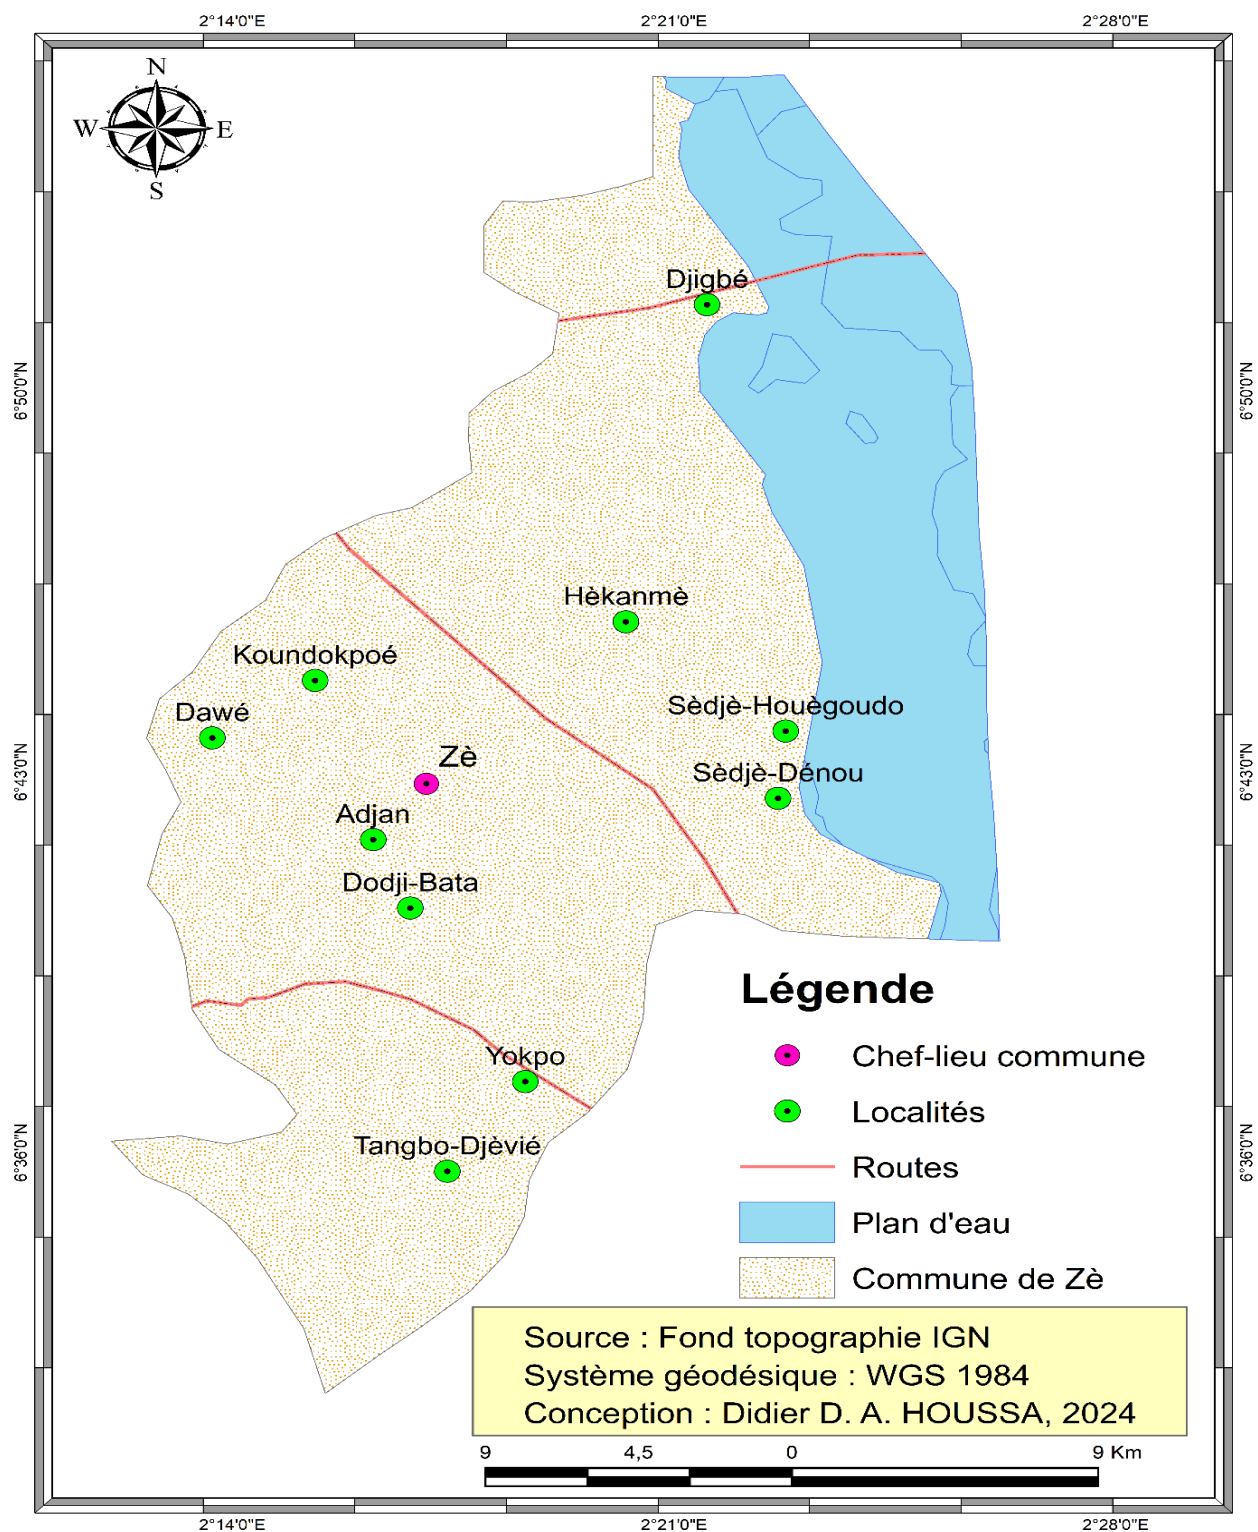 2°14'0"E
2°21'0"E
2°28'0"E
N
W
E
S
Djigbé
6°50'0"N
6°50'0"N
Hèkanmè
Koundokpoé
Sèdjè-Houègoudo
Dawé
Zè
Sèdjè-Dénou
6°43'0"N
6°43'0"N
Adjan
Dodji-Bata
Légende
Yokpo
Chef-lieu commune
Localités
Tangbo-Djèvié
6°36'0"N
6°36'0"N
Routes
Plan d'eau
Commune de Zè
Source : Fond topographie IGN
Système géodésique : WGS 1984
Conception : Didier D. A. HOUSSA, 2024
9 4,5 0 9 Km
2°14'0"E
2°21'0"E
2°28'0"E